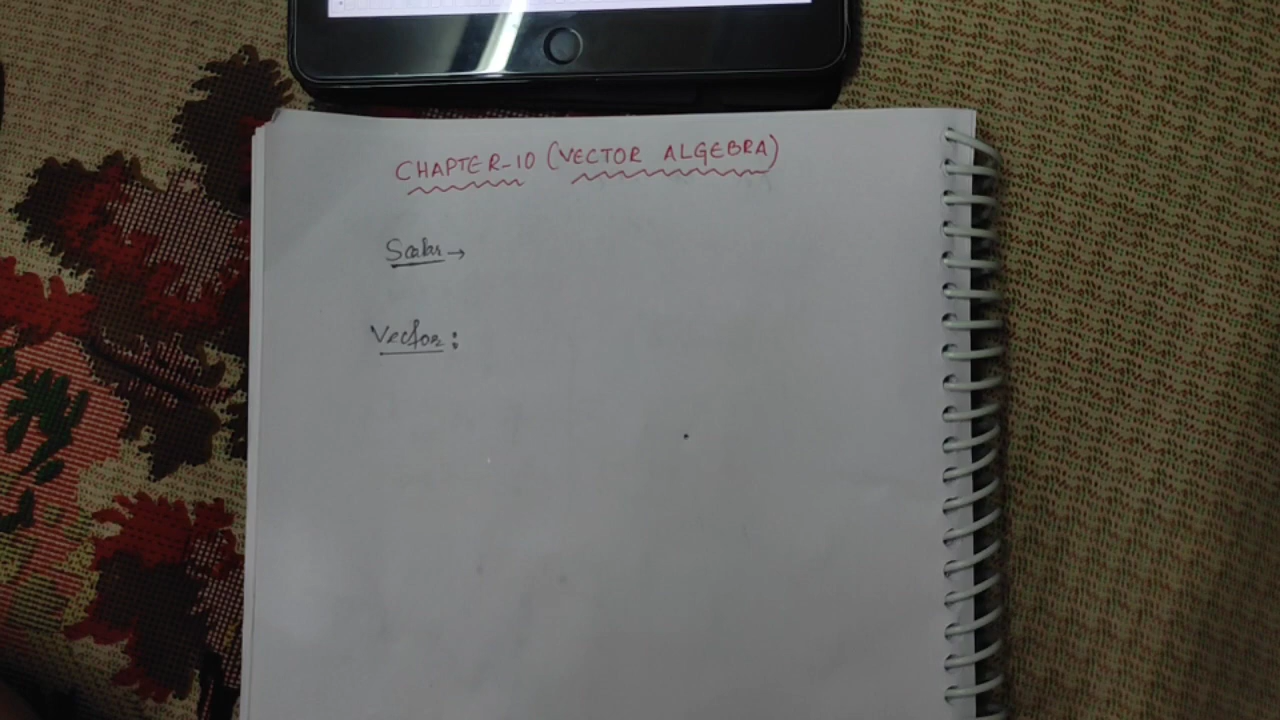 CHAPTER-10 (VECTOR ALGEBRA)
Scalar →
Vector :